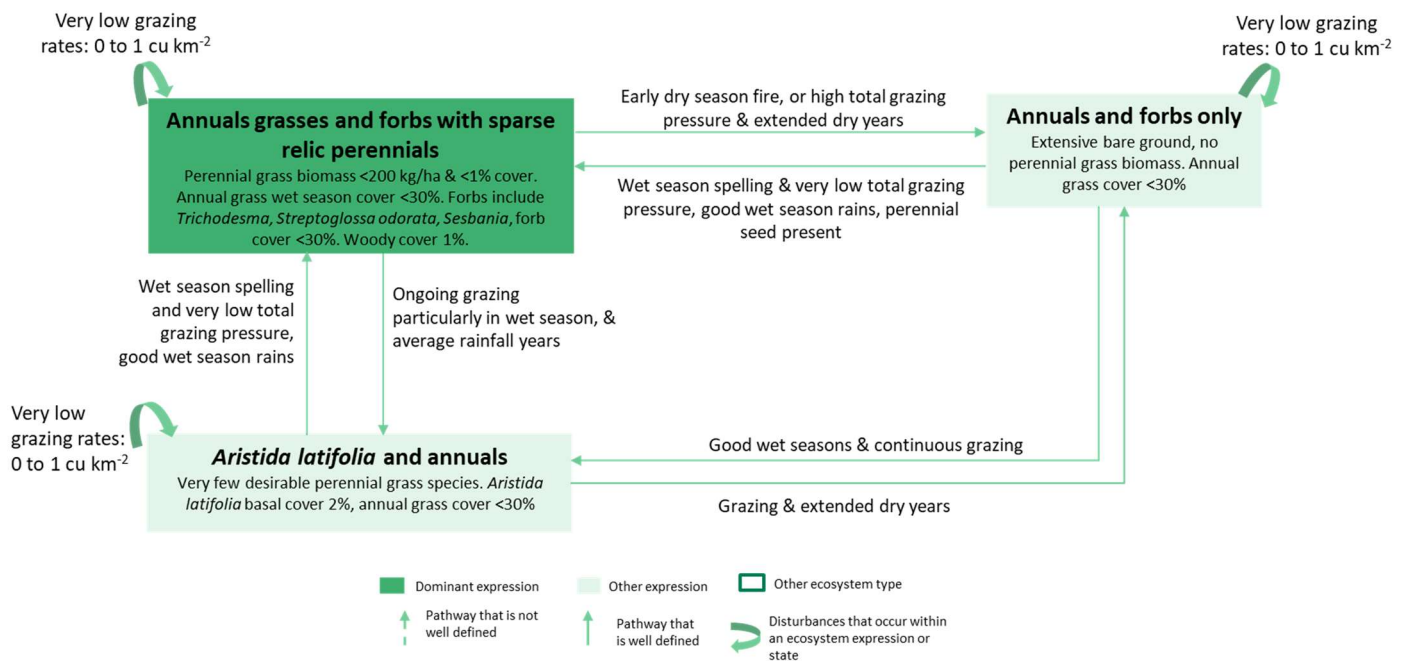 Very low grazing
rates: 0 to 1 cu km-2
Very low grazing
rates: 0 to 1 cu km-2
Annuals grasses and forbs with sparse
relic perennials
Perennial grass biomass <200 kg/ha & <1% cover.
Annual grass wet season cover <30%. Forbs include
Trichodesma, Streptoglossa odorata, Sesbania, forb
cover <30%. Woody cover 1%.
Early dry season fire, or high total grazing
pressure & extended dry years
Wet season spelling & very low total grazing
pressure, good wet season rains, perennial
seed present
Annuals and forbs only
Extensive bare ground, no
perennial grass biomass. Annual
grass cover <30%
Wet season spelling
and very low total
grazing pressure,
good wet season rains
Ongoing grazing
particularly in wet season, &
average rainfall years
Very low
grazing rates:
0 to 1 cu km-2
Aristida latifolia and annuals
Very few desirable perennial grass species. Aristida
latifolia basal cover 2%, annual grass cover <30%
Good wet seasons & continuous grazing
Grazing & extended dry years
Dominant expression
Other expression
Other ecosystem type
Pathway that is not
well defined
Pathway that
is well defined
Disturbances that occur within
an ecosystem expression or
state